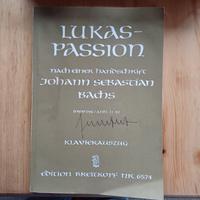 LUKAS-
PASSION
NACH EINER HANDSCHRIFT
JOHANN SEBASTIAN
BACHS
KLAVIERAUSZUG
EDITION BREITKOPF NR. 6574